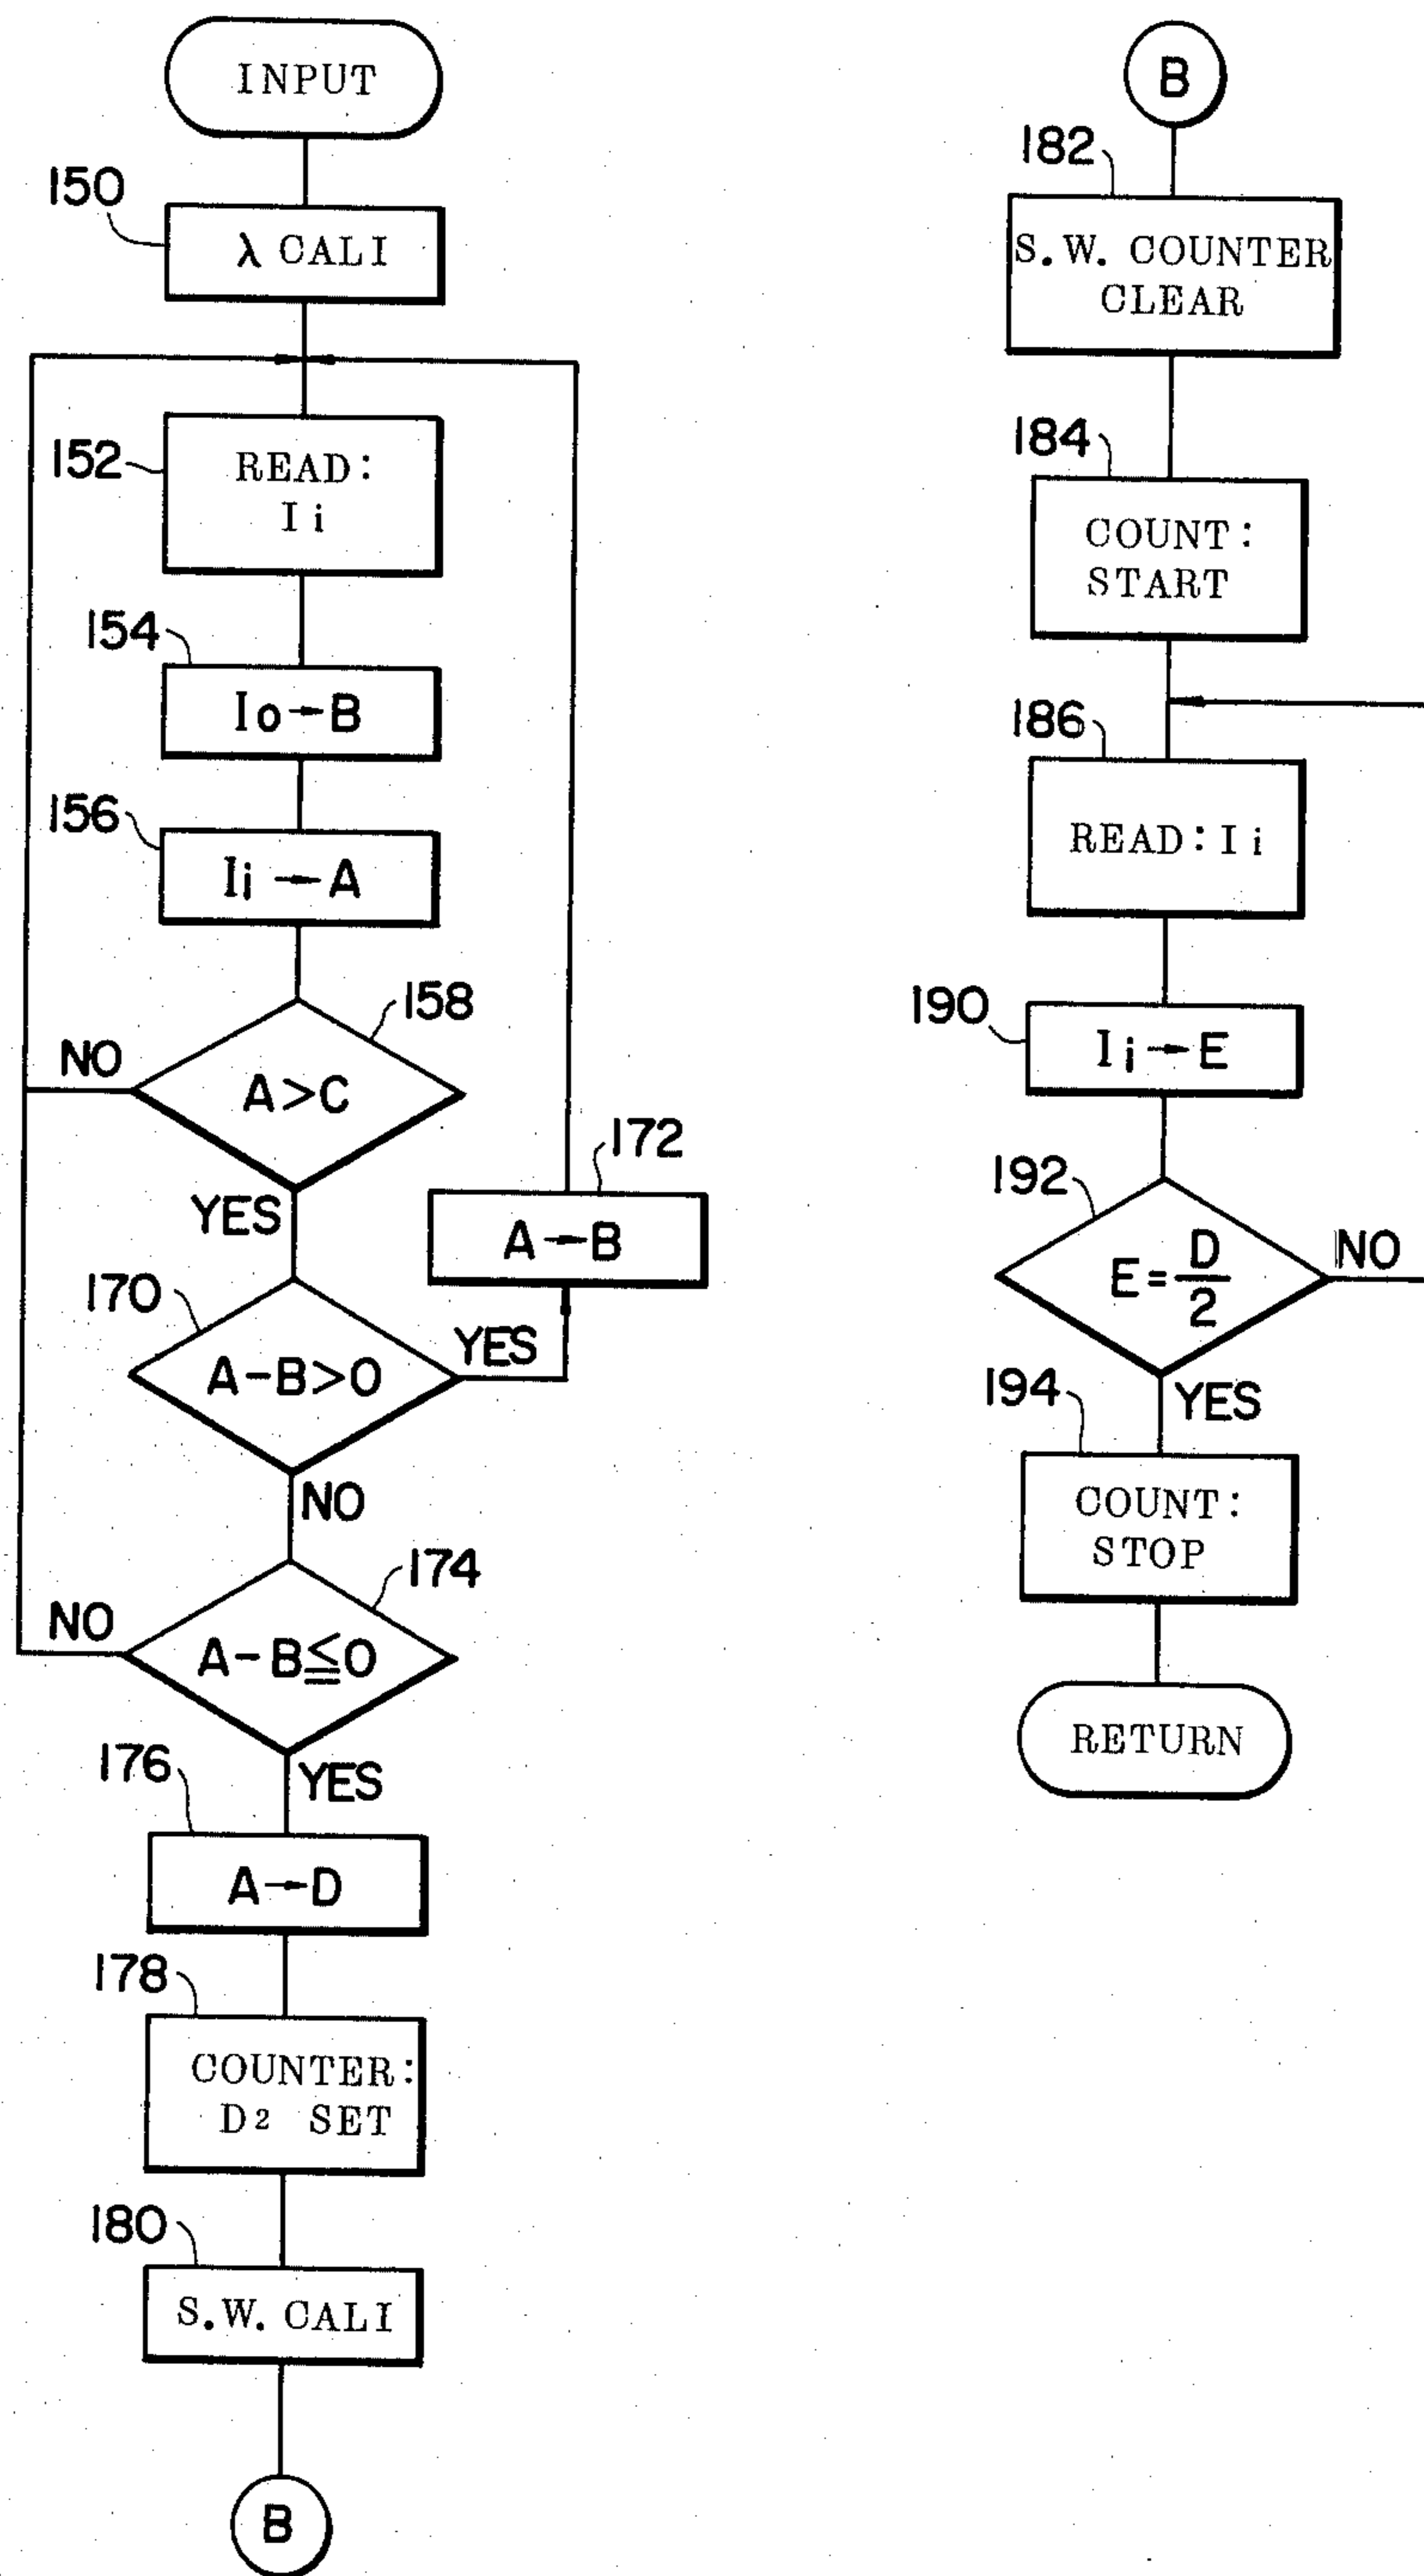 INPUT
150
λ CALI
152
READ:
Ii
154
Io→B
156
Ii→A
158
NO
A>C
YES
172
A→B
170
YES
A-B>0
NO
174
NO
A-B≦0
YES
176
A→D
178
COUNTER:
D2 SET
180
S.W. CALI
B
B
182
S.W. COUNTER
CLEAR
184
COUNT:
START
186
READ:Ii
190
Ii→E
192
NO
E=D/2
YES
194
COUNT:
STOP
RETURN